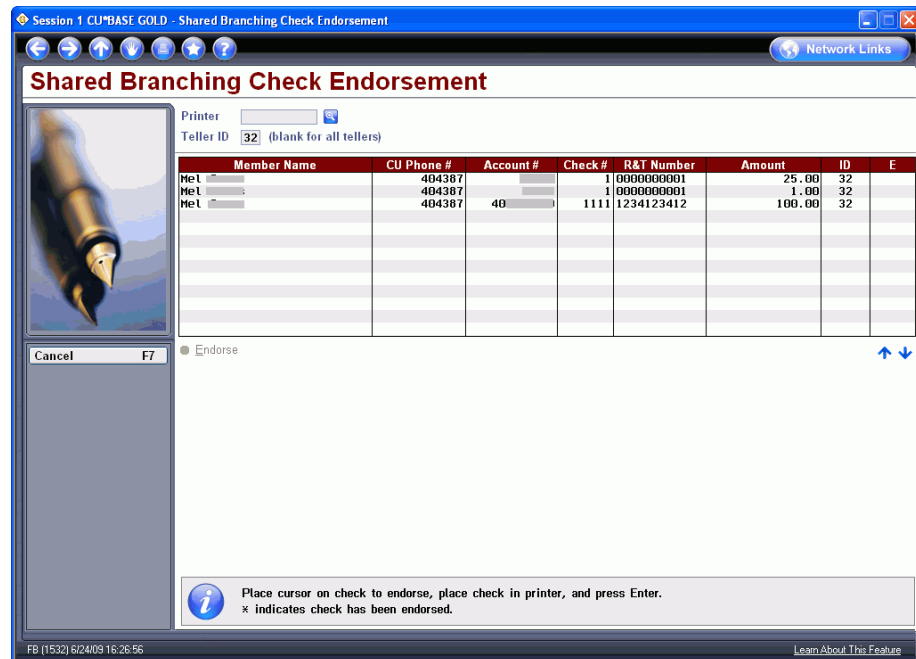 Session 1 CU*BASE GOLD - Shared Branching Check Endorsement
Network Links
Shared Branching Check Endorsement
Printer
Teller ID 32 (blank for all tellers)
Member Name CU Phone # Account # Check # R&T Number Amount ID E
Mel 404387 1 0000000001 25.00 32
Mel 404387 1 0000000001 1.00 32
Mel 404387 40 1111 1234123412 100.00 32
Cancel F7
Endorse
Place cursor on check to endorse, place check in printer, and press Enter.
* indicates check has been endorsed.
FB (1532) 6/24/09 16:26:56
Learn About This Feature